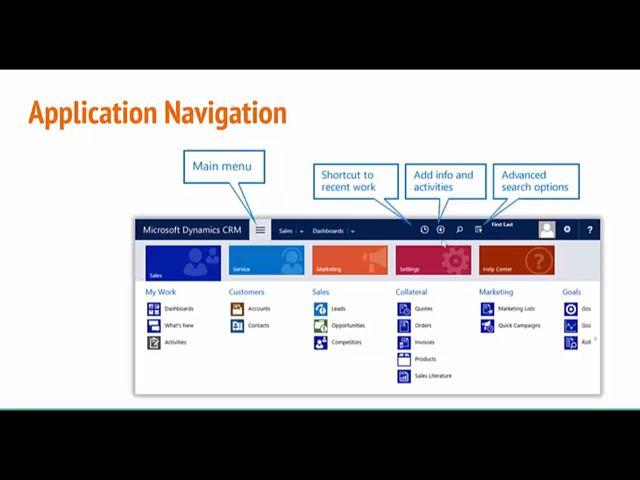 Application Navigation
Main menu
Shortcut to
recent work
Add info and
activities
Advanced
search options
Microsoft Dynamics CRM
Sales
Dashboards
First Last
?
Sales
Service
Marketing
Settings
Help Center
My Work
Customers
Sales
Collateral
Marketing
Goals
Dashboards
Accounts
Leads
Quotes
Marketing Lists
What's New
Contacts
Opportunities
Orders
Quick Campaigns
Activities
Competitors
Invoices
Products
Sales Literature